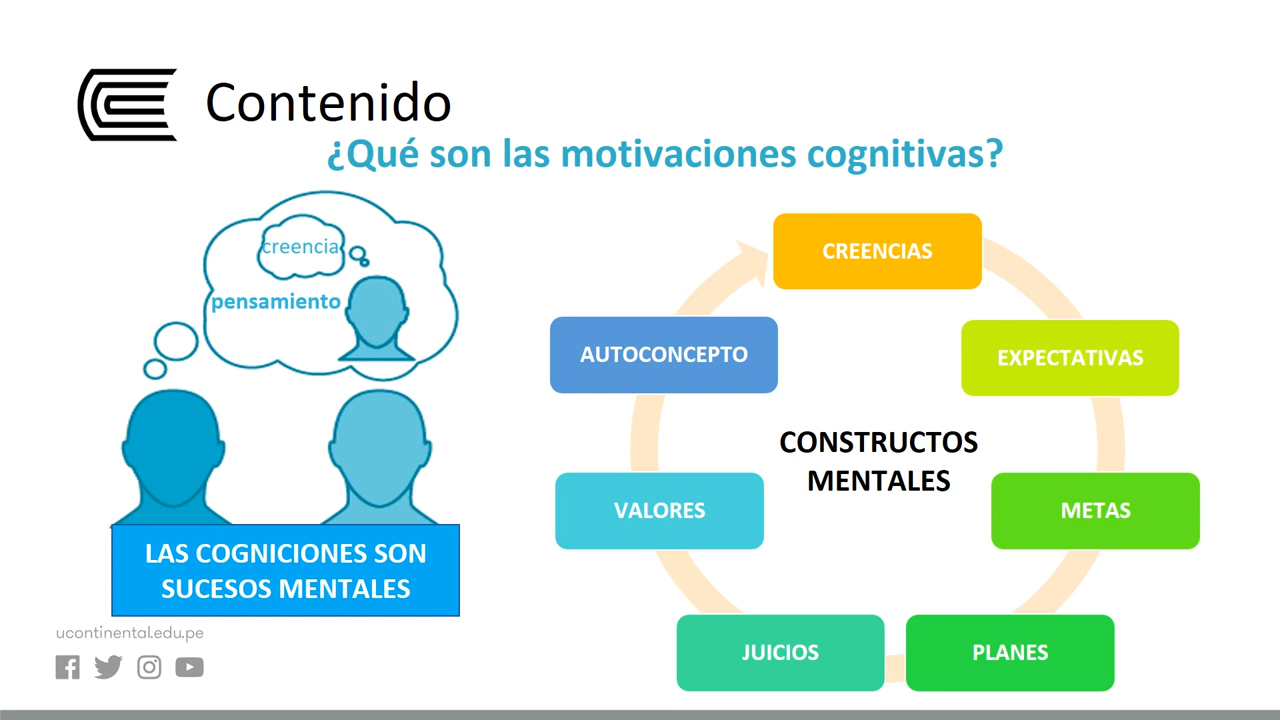 Contenido
¿Qué son las motivaciones cognitivas?
creencia
pensamiento
LAS COGNICIONES SON
SUCESOS MENTALES
CREENCIAS
EXPECTATIVAS
METAS
PLANES
JUICIOS
VALORES
AUTOCONCEPTO
CONSTRUCTOS
MENTALES
ucontinental.edu.pe